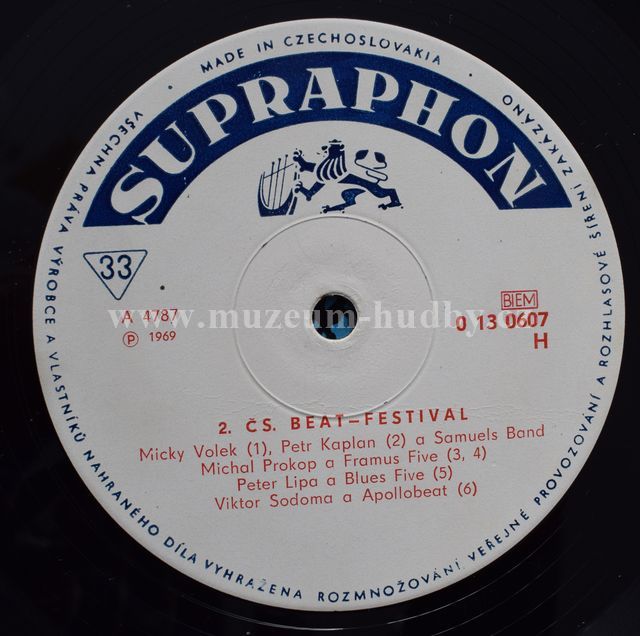 MADE IN CZECHOSLOVAKIA
SUPRAPHON
33
A 4787
℗ 1969
BIEM
0 13 0607
H
www.muzeum-hudby.cz
2. ČS. BEAT–FESTIVAL
Micky Volek (1), Petr Kaplan (2) a Samuels Band
Michal Prokop a Framus Five (3, 4)
Peter Lipa a Blues Five (5)
Viktor Sodoma a Apollobeat (6)
VŠECHNA PRÁVA VÝROBCE A VLASTNÍKŮ NAHRANÉHO DÍLA VYHRAŽENA ROZMNOŽOVÁNÍ, VEŘEJNÉ PROVOZOVÁNÍ A ROZHLASOVÉ ŠÍŘENÍ ZAKÁZÁNO